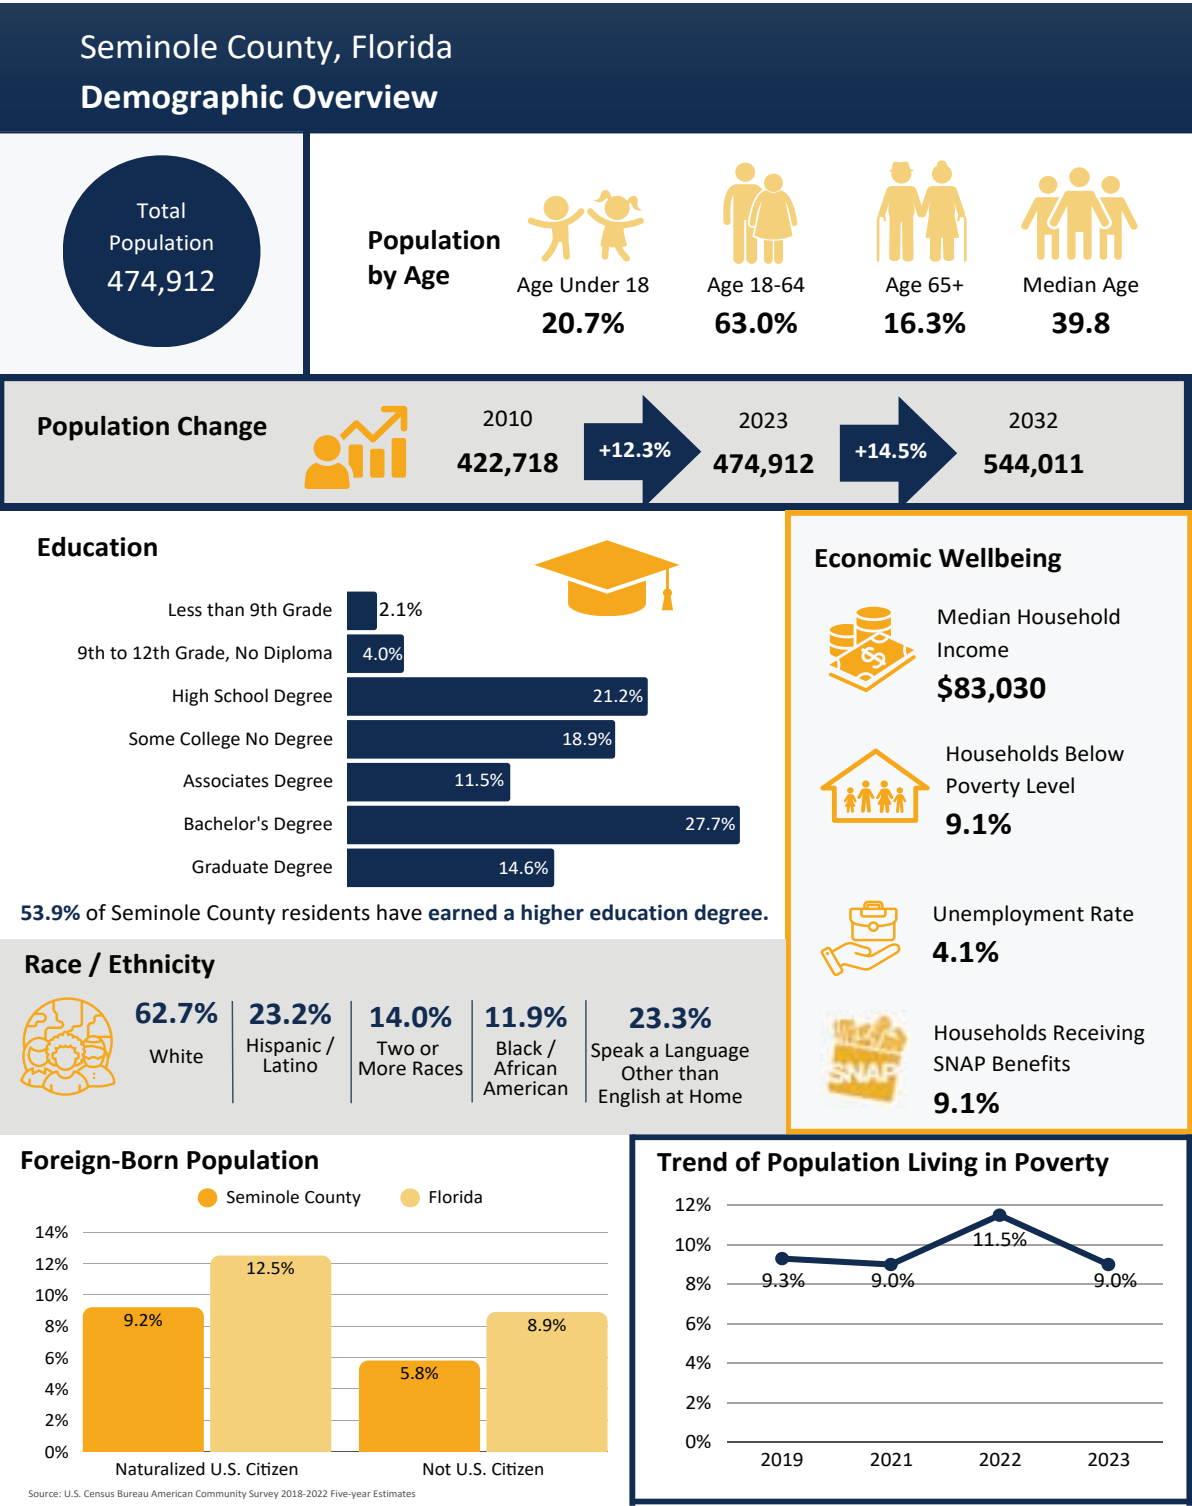 Seminole County, Florida
Demographic Overview
Total
Population
474,912
Population
by Age
Age Under 18
20.7%
Age 18-64
63.0%
Age 65+
16.3%
Median Age
39.8
Population Change
2010
422,718
+12.3%
2023
474,912
+14.5%
2032
544,011
Education
Less than 9th Grade
2.1%
9th to 12th Grade, No Diploma
4.0%
High School Degree
21.2%
Some College No Degree
18.9%
Associates Degree
11.5%
Bachelor's Degree
27.7%
Graduate Degree
14.6%
53.9% of Seminole County residents have earned a higher education degree.
Economic Wellbeing
Median Household
Income
$83,030
Households Below
Poverty Level
9.1%
Unemployment Rate
4.1%
SNAP
Households Receiving
SNAP Benefits
9.1%
Race / Ethnicity
62.7%
White
23.2%
Hispanic /
Latino
14.0%
Two or
More Races
11.9%
Black /
African
American
23.3%
Speak a Language
Other than
English at Home
Foreign-Born Population
Seminole County
Florida
14%
12%
10%
8%
6%
4%
2%
0%
9.2%
12.5%
5.8%
8.9%
Naturalized U.S. Citizen
Not U.S. Citizen
Source: U.S. Census Bureau American Community Survey 2018-2022 Five-year Estimates
Trend of Population Living in Poverty
12%
10%
8%
6%
4%
2%
0%
9.3%
9.0%
11.5%
9.0%
2019
2021
2022
2023